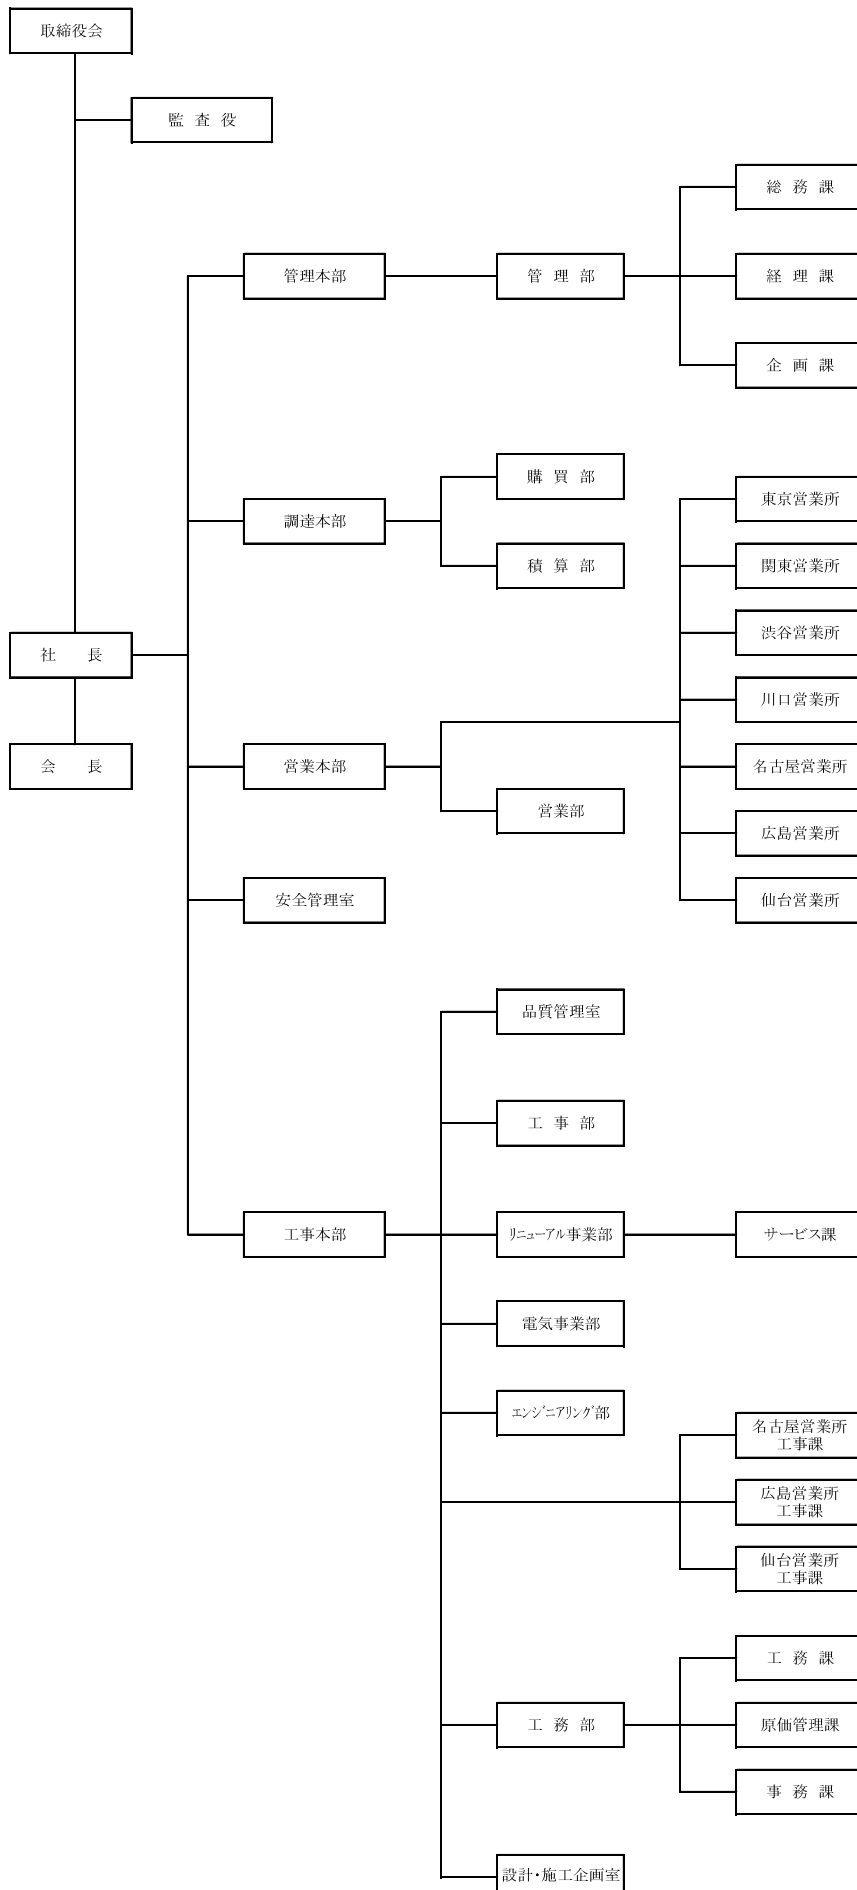 取締役会
監 査 役
総 務 課
管理本部
管 理 部
経 理 課
企 画 課
購 買 部
調達本部
東京営業所
積 算 部
関東営業所
渋谷営業所
社 長
川口営業所
会 長
営業本部
名古屋営業所
営業部
広島営業所
安全管理室
仙台営業所
品質管理室
工 事 部
工事本部
リニューアル事業部
サービス課
電気事業部
エンジニアリング部
名古屋営業所
工事課
広島営業所
工事課
仙台営業所
工事課
工 務 課
工 務 部
原価管理課
事 務 課
設計・施工企画室